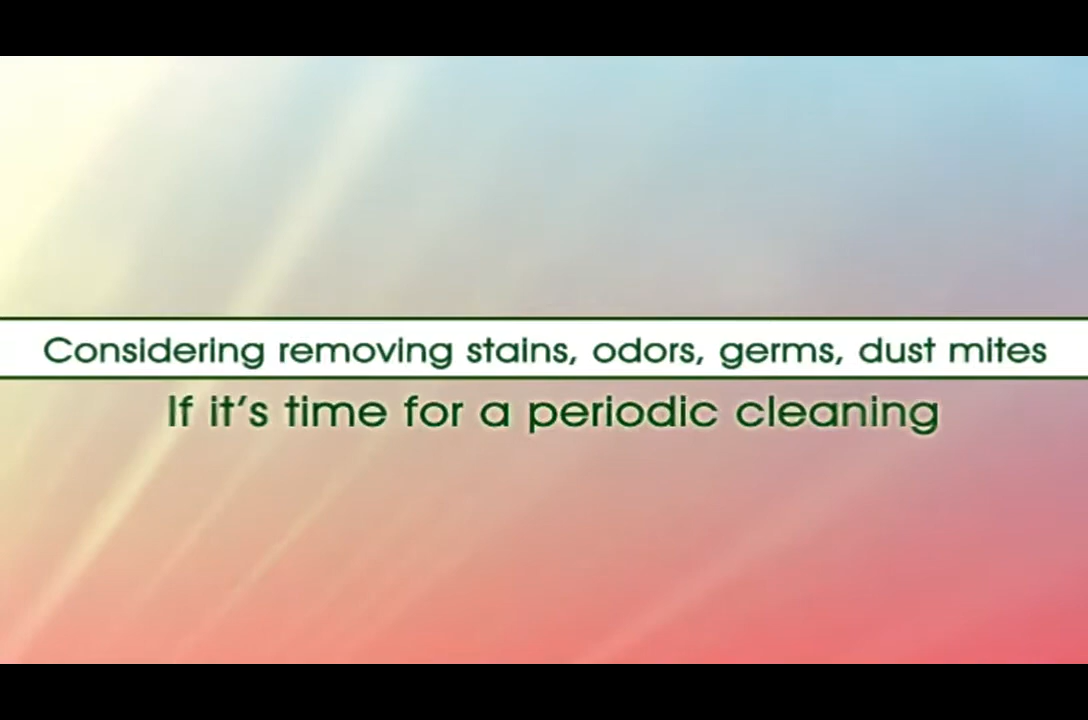 Considering removing stains, odors, germs, dust mites
If it's time for a periodic cleaning